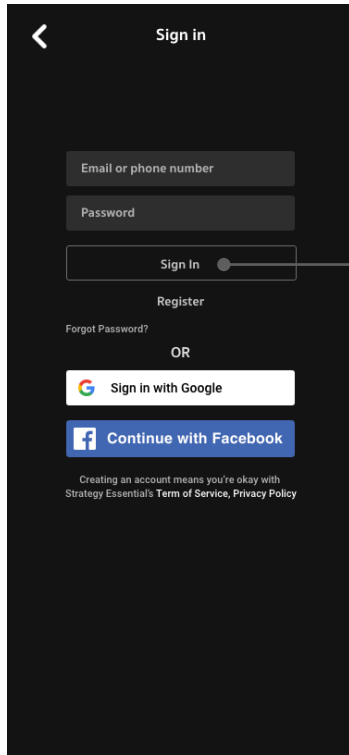 Sign in
Email or phone number
Password
Sign In
Register
Forgot Password?
OR
Sign in with Google
Continue with Facebook
Creating an account means you're okay with
Strategy Essential's Term of Service, Privacy Policy